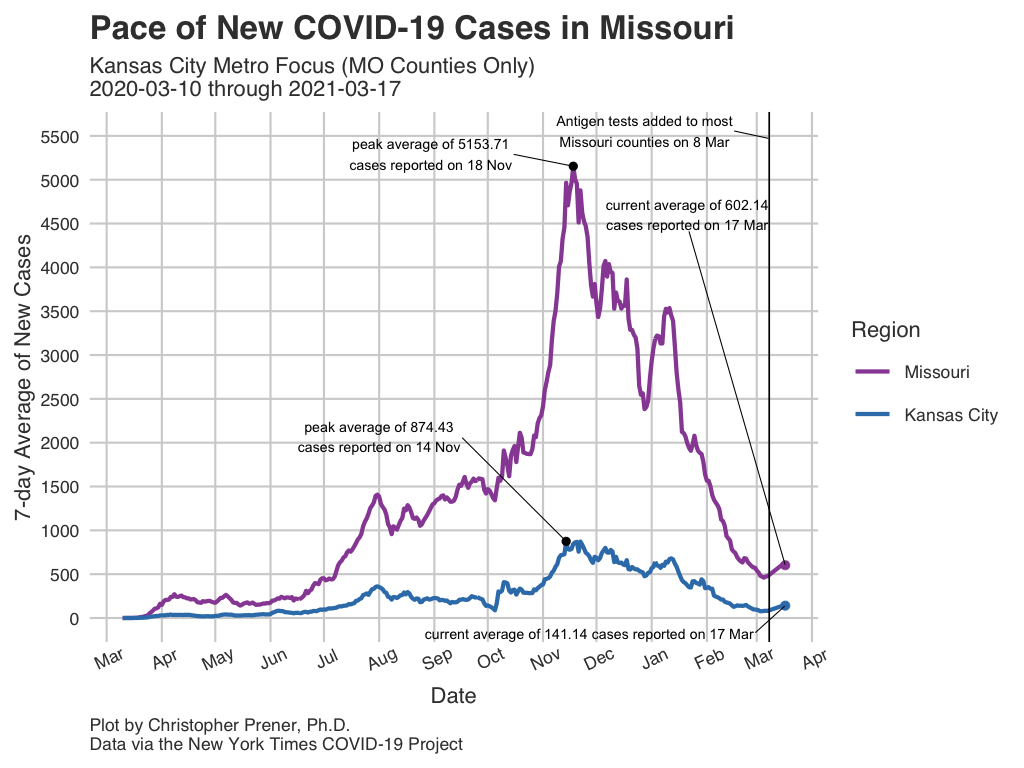 Pace of New COVID-19 Cases in Missouri
Kansas City Metro Focus (MO Counties Only)
2020-03-10 through 2021-03-17
Antigen tests added to most
Missouri counties on 8 Mar
peak average of 5153.71
cases reported on 18 Nov
current average of 602.14
cases reported on 17 Mar
peak average of 874.43
cases reported on 14 Nov
current average of 141.14 cases reported on 17 Mar
7-day Average of New Cases
5500
5000
4500
4000
3500
3000
2500
2000
1500
1000
500
0
Mar
Apr
May
Jun
Jul
Aug
Sep
Oct
Nov
Dec
Jan
Feb
Mar
Apr
Date
Region
Missouri
Kansas City
Plot by Christopher Prener, Ph.D.
Data via the New York Times COVID-19 Project